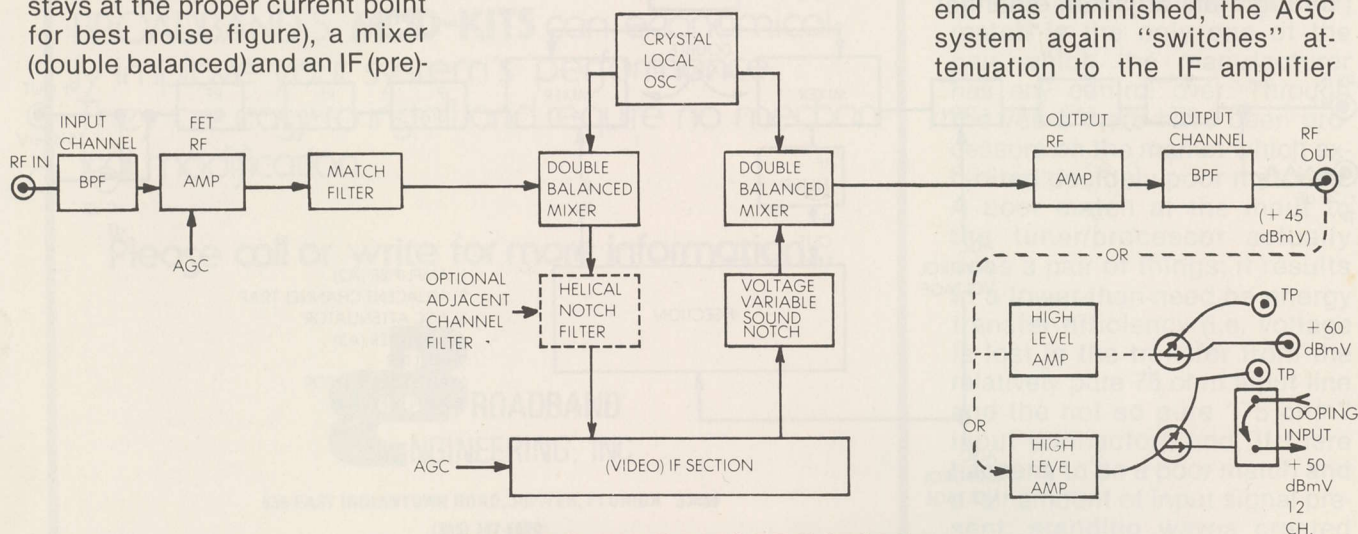 stays at the proper current point
for best noise figure), a mixer
(double balanced) and an IF (pre)-
end has diminished, the AGC
system again "switches" at-
tenuation to the IF amplifier
CRYSTAL
LOCAL
OSC
RF IN
INPUT
CHANNEL
BPF
FET
RF
AMP
AGC
MATCH
FILTER
DOUBLE
BALANCED
MIXER
DOUBLE
BALANCED
MIXER
OUTPUT
RF
AMP
OUTPUT
CHANNEL
BPF
RF
OUT
(+45
dBmV)
OR
OPTIONAL
ADJACENT
CHANNEL
FILTER
HELICAL
NOTCH
FILTER
VOLTAGE
VARIABLE
SOUND
NOTCH
HIGH
LEVEL
AMP
TP
+60
dBmV
TP
OR
HIGH
LEVEL
AMP
LOOPING
INPUT
+50
dBmV
12
CH.
AGC
(VIDEO) IF SECTION